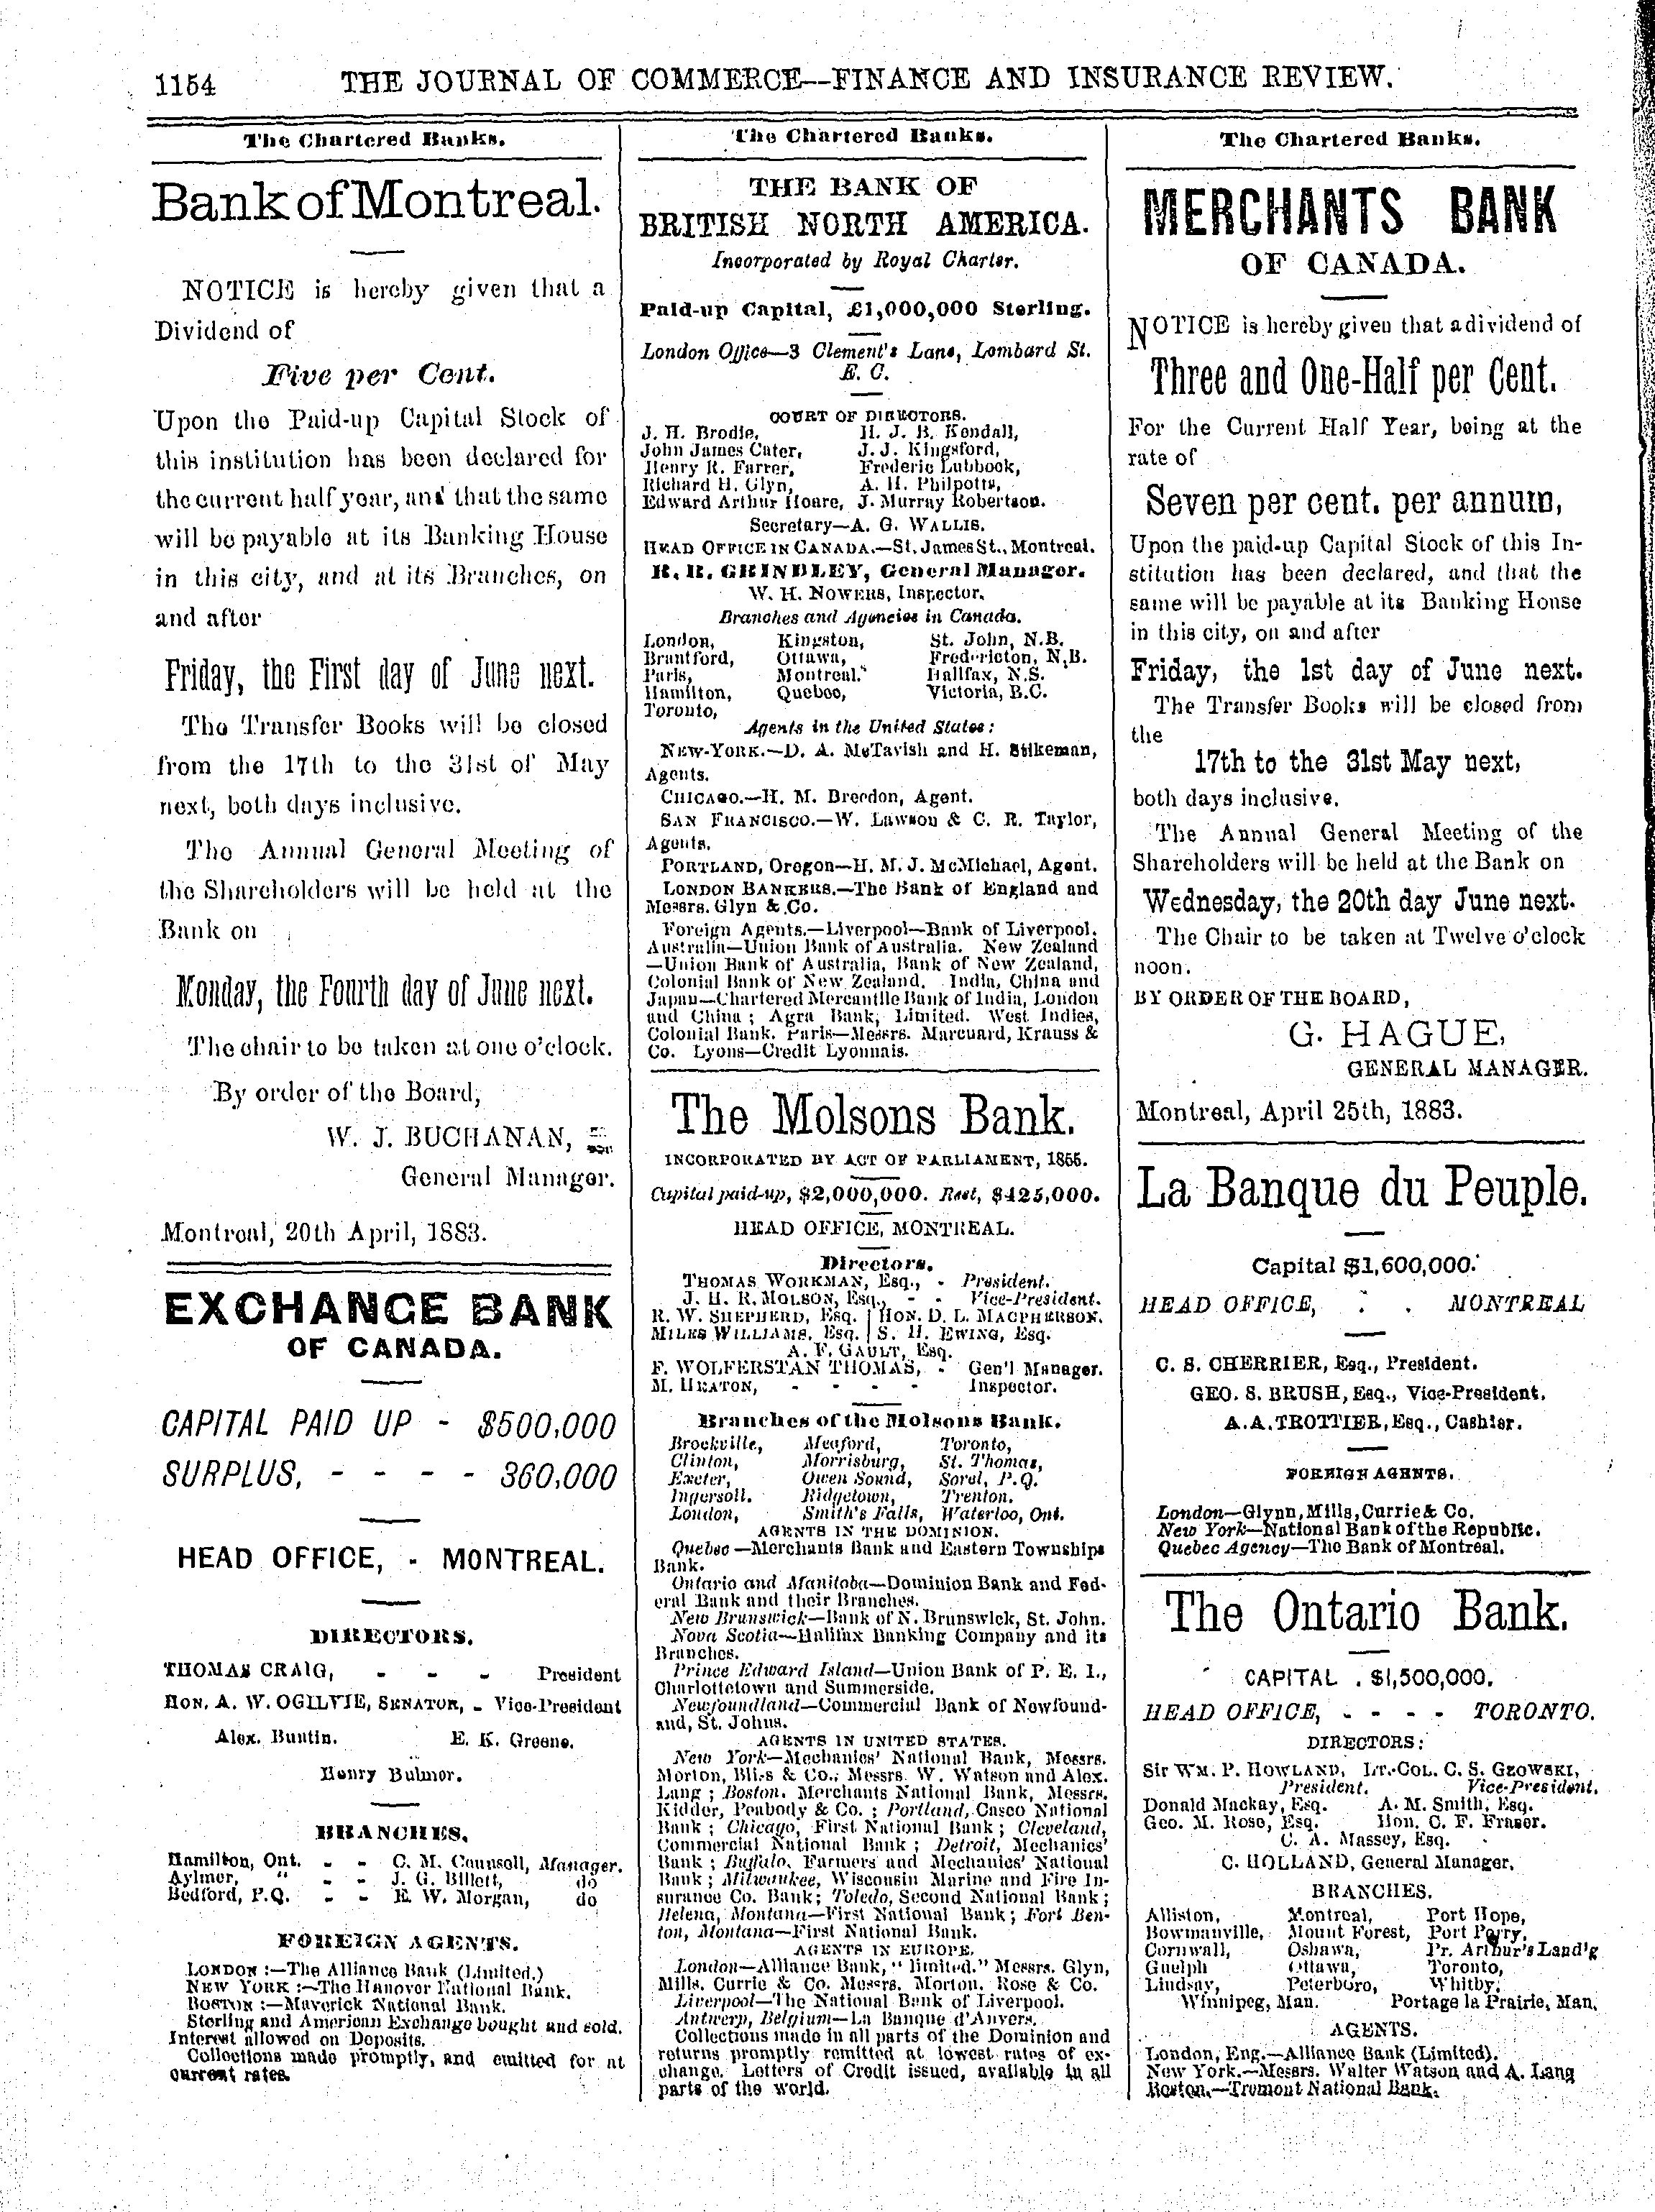 1154 THE JOURNAL OF COMMERCE--FINANCE AND INSURANCE REVIEW.
The Chartered Banks.
Bank of Montreal.
NOTICE is hereby given that a
Dividend of
Five per Cent.
Upon the Paid-up Capital Stock of
this institution has been declared for
the current half year, and that the same
will be payable at its Banking House
in this city, and at its Branches, on
and after
Friday, the First day of June next.
The Transfer Books will be closed
from the 17th to the 31st of May
next, both days inclusive.
The Annual General Meeting of
the Shareholders will be held at the
Bank on
Monday, the Fourth day of June next.
The chair to be taken at one o'clock.
By order of the Board,
W. J. BUCHANAN,
General Manager.
Montreal, 20th April, 1883.
EXCHANGE BANK
OF CANADA.
CAPITAL PAID UP - $500,000
SURPLUS, - - - - 360,000
HEAD OFFICE, - MONTREAL.
DIRECTORS.
THOMAS CRAIG, - - - President
HON. A. W. OGILVIE, SENATOR, - Vice-President
Alex. Buntin. E. K. Greene.
Henry Bulmer.
BRANCHES.
Hamilton, Ont. - - C. M. Counsell, Manager.
Aylmer, " - - J. G. Billett, do
Bedford, P.Q. - - E. W. Morgan, do
FOREIGN AGENTS.
LONDON :—The Alliance Bank (Limited.)
NEW YORK :—The Hanover National Bank.
BOSTON :—Maverick National Bank.
Sterling and American Exchange bought and sold.
Interest allowed on Deposits.
Collections made promptly, and emitted for at
current rates.
The Chartered Banks.
THE BANK OF
BRITISH NORTH AMERICA.
Incorporated by Royal Charter.
Paid-up Capital, £1,000,000 Sterling.
London Office—3 Clement's Lane, Lombard St.
E. C.
COURT OF DIRECTORS.
J. H. Brodie, H. J. B. Kendall,
John James Cater, J. J. Kingsford,
Henry R. Farrer, Frederic Lubbock,
Richard H. Glyn, A. H. Philpotts,
Edward Arthur Hoare, J. Murray Robertson.
Secretary—A. G. WALLIS.
HEAD OFFICE IN CANADA.—St. James St., Montreal.
R. R. GRINDLEY, General Manager.
W. H. NOWERS, Inspector.
Branches and Agencies in Canada.
London, Kingston, St. John, N.B.
Brantford, Ottawa, Fredericton, N.B.
Paris, Montreal. Halifax, N.S.
Hamilton, Quebec, Victoria, B.C.
Toronto,
Agents in the United States:
NEW-YORK.—D. A. McTavish and H. Stikeman,
Agents.
CHICAGO.—H. M. Breedon, Agent.
SAN FRANCISCO.—W. Lawson & C. R. Taylor,
Agents.
PORTLAND, Oregon—H. M. J. McMichael, Agent.
LONDON BANKERS.—The Bank of England and
Messrs. Glyn & Co.
Foreign Agents.—Liverpool—Bank of Liverpool.
Australia—Union Bank of Australia. New Zealand
—Union Bank of Australia, Bank of New Zealand,
Colonial Bank of New Zealand. India, China and
Japan—Chartered Mercantile Bank of India, London
and China; Agra Bank, Limited. West Indies,
Colonial Bank. Paris—Messrs. Marcuard, Krauss &
Co. Lyons—Credit Lyonnais.
The Molsons Bank.
INCORPORATED BY ACT OF PARLIAMENT, 1855.
Capital paid-up, $2,000,000. Rest, $425,000.
HEAD OFFICE, MONTREAL.
Directors.
THOMAS WORKMAN, Esq., - President.
J. H. R. MOLSON, Esq., - - Vice-President.
R. W. SHEPHERD, Esq. | HON. D. L. MACPHERSON.
MILES WILLIAMS, Esq. | S. H. EWING, Esq.
A. F. GAULT, Esq.
F. WOLFERSTAN THOMAS, - Gen'l Manager.
M. HEATON, - - - - Inspector.
Branches of the Molsons Bank.
Brockville, Meaford, Toronto,
Clinton, Morrisburg, St. Thomas,
Exeter, Owen Sound, Sorel, P.Q.
Ingersoll. Ridgetown, Trenton.
London, Smith's Falls, Waterloo, Ont.
AGENTS IN THE DOMINION.
Quebec—Merchants Bank and Eastern Townships
Bank.
Ontario and Manitoba—Dominion Bank and Fed-
eral Bank and their Branches.
New Brunswick—Bank of N. Brunswick, St. John.
Nova Scotia—Halifax Banking Company and its
Branches.
Prince Edward Island—Union Bank of P. E. I.,
Charlottetown and Summerside.
Newfoundland—Commercial Bank of Newfound-
and, St. Johns.
AGENTS IN UNITED STATES.
New York—Mechanics' National Bank, Messrs.
Morton, Bliss & Co.; Messrs. W. Watson and Alex.
Lang; Boston. Merchants National Bank, Messrs.
Kidder, Peabody & Co.; Portland, Casco National
Bank; Chicago, First National Bank; Cleveland,
Commercial National Bank; Detroit, Mechanics'
Bank; Buffalo, Farmers and Mechanics' National
Bank; Milwaukee, Wisconsin Marine and Fire In-
surance Co. Bank; Toledo, Second National Bank;
Helena, Montana—First National Bank; Fort Ben-
ton, Montana—First National Bank.
AGENTS IN EUROPE.
London—Alliance Bank, "limited." Messrs. Glyn,
Mills, Currie & Co. Messrs. Morton, Rose & Co.
Liverpool—The National Bank of Liverpool.
Antwerp, Belgium—La Banque d'Anvers.
Collections made in all parts of the Dominion and
returns promptly remitted at lowest rates of ex-
change. Letters of Credit issued, available in all
parts of the world.
The Chartered Banks.
MERCHANTS BANK
OF CANADA.
NOTICE is hereby given that a dividend of
Three and One-Half per Cent.
For the Current Half Year, being at the
rate of
Seven per cent. per annum,
Upon the paid-up Capital Stock of this In-
stitution has been declared, and that the
same will be payable at its Banking House
in this city, on and after
Friday, the 1st day of June next.
The Transfer Books will be closed from
the
17th to the 31st May next,
both days inclusive.
The Annual General Meeting of the
Shareholders will be held at the Bank on
Wednesday, the 20th day June next.
The Chair to be taken at Twelve o'clock
noon.
BY ORDER OF THE BOARD,
G. HAGUE,
GENERAL MANAGER.
Montreal, April 25th, 1883.
La Banque du Peuple.
Capital $1,600,000.
HEAD OFFICE, . . MONTREAL
C. S. CHERRIER, Esq., President.
GEO. S. BRUSH, Esq., Vice-President.
A. A. TROTTIER, Esq., Cashier.
FOREIGN AGENTS.
London—Glynn, Mills, Currie & Co.
New York—National Bank of the Republic.
Quebec Agency—The Bank of Montreal.
The Ontario Bank.
CAPITAL . $1,500,000.
HEAD OFFICE, - - - - TORONTO.
DIRECTORS:
Sir WM. P. HOWLAND, LT.-COL. C. S. GZOWSKI,
President. Vice-President.
Donald Mackay, Esq. A. M. Smith, Esq.
Geo. M. Rose, Esq. Hon. C. F. Fraser.
C. A. Massey, Esq.
C. HOLLAND, General Manager.
BRANCHES.
Alliston, Montreal, Port Hope,
Bowmanville, Mount Forest, Port Perry,
Cornwall, Oshawa, Pr. Arthur's Land'g
Guelph Ottawa, Toronto,
Lindsay, Peterboro, Whitby,
Winnipeg, Man. Portage la Prairie, Man.
AGENTS.
London, Eng.—Alliance Bank (Limited).
New York.—Messrs. Walter Watson and A. Lang
Boston.—Tremont National Bank.